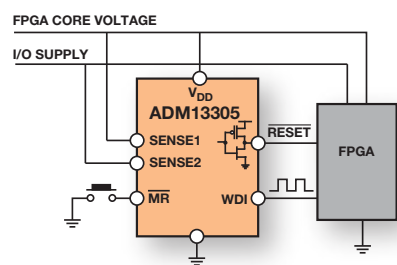 FPGA CORE VOLTAGE
I/O SUPPLY
VDD
ADM13305
SENSE1
RESET
FPGA
SENSE2
MR
WDI